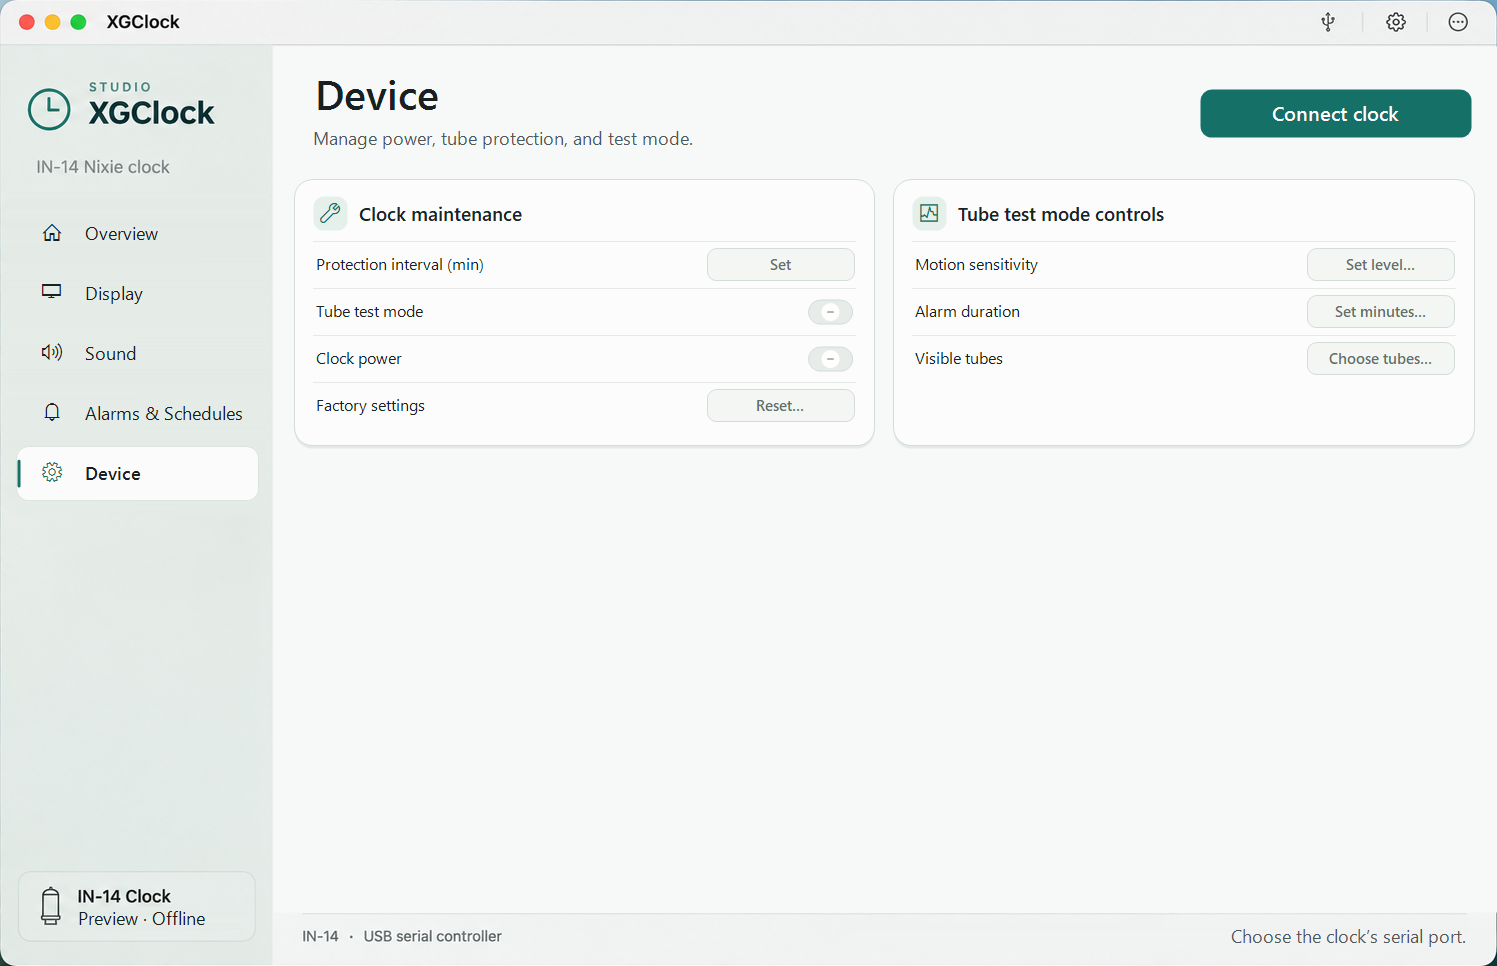 XGClock
STUDIO
XGClock
IN-14 Nixie clock
Overview
Display
Sound
Alarms & Schedules
Device
IN-14 Clock
Preview · Offline
Device
Manage power, tube protection, and test mode.
Connect clock
Clock maintenance
Protection interval (min) Set
Tube test mode
Clock power
Factory settings Reset...
Tube test mode controls
Motion sensitivity Set level...
Alarm duration Set minutes...
Visible tubes Choose tubes...
IN-14 · USB serial controller
Choose the clock’s serial port.